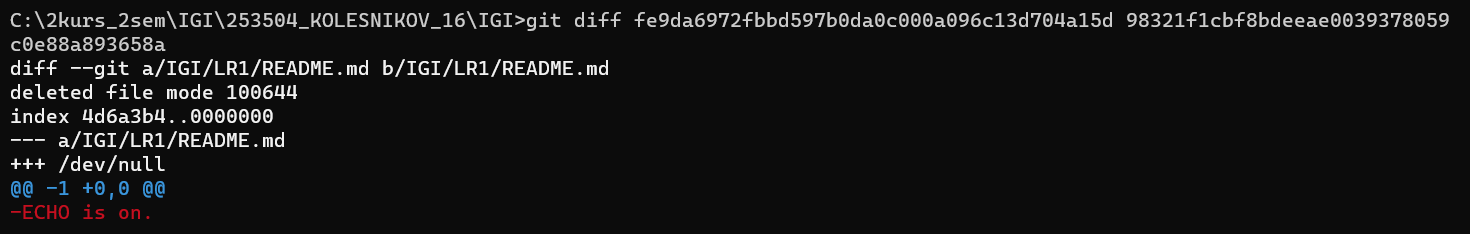 C:\2kurs_2sem\IGI\253504_KOLESNIKOV_16\IGI>git diff fe9da6972fbbd597b0da0c000a096c13d704a15d 98321f1cbf8bdeeae0039378059
c0e88a893658a
diff --git a/IGI/LR1/README.md b/IGI/LR1/README.md
deleted file mode 100644
index 4d6a3b4..0000000
--- a/IGI/LR1/README.md
+++ /dev/null
@@ -1 +0,0 @@
-ECHO is on.